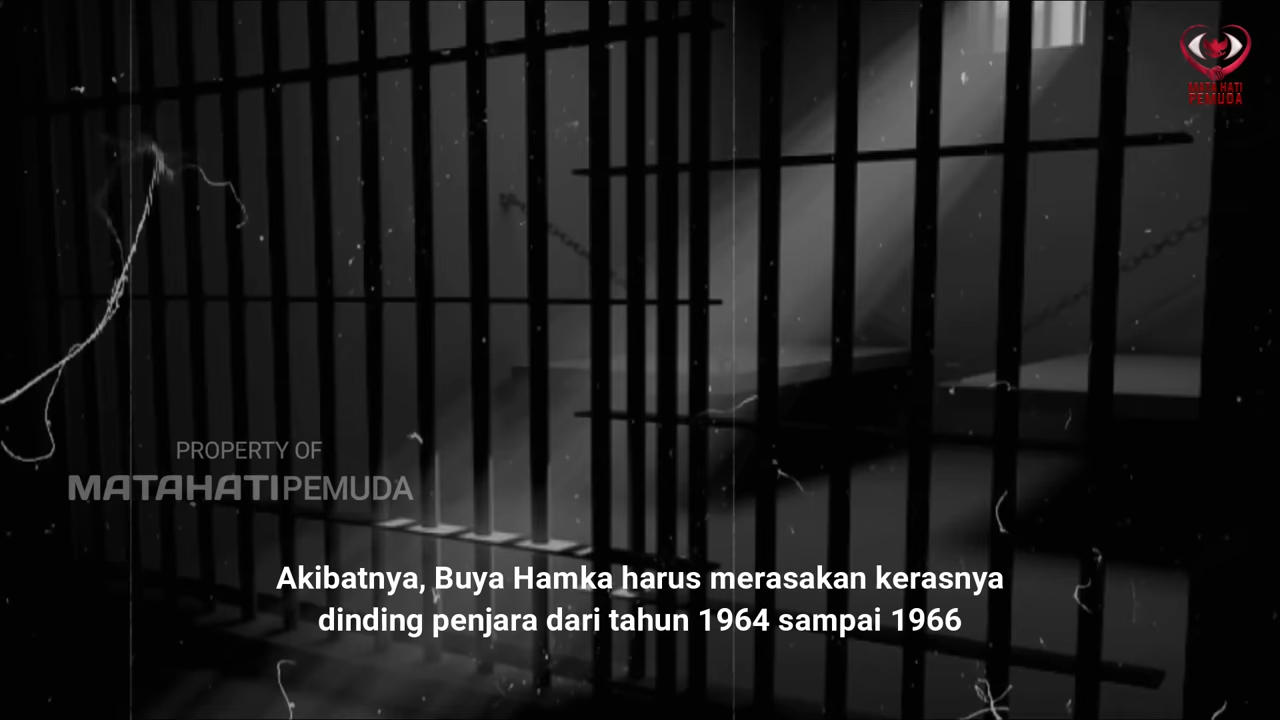 MATA HATI
PEMUDA
PROPERTY OF
MATAHATIPEMUDA
Akibatnya, Buya Hamka harus merasakan kerasnya
dinding penjara dari tahun 1964 sampai 1966